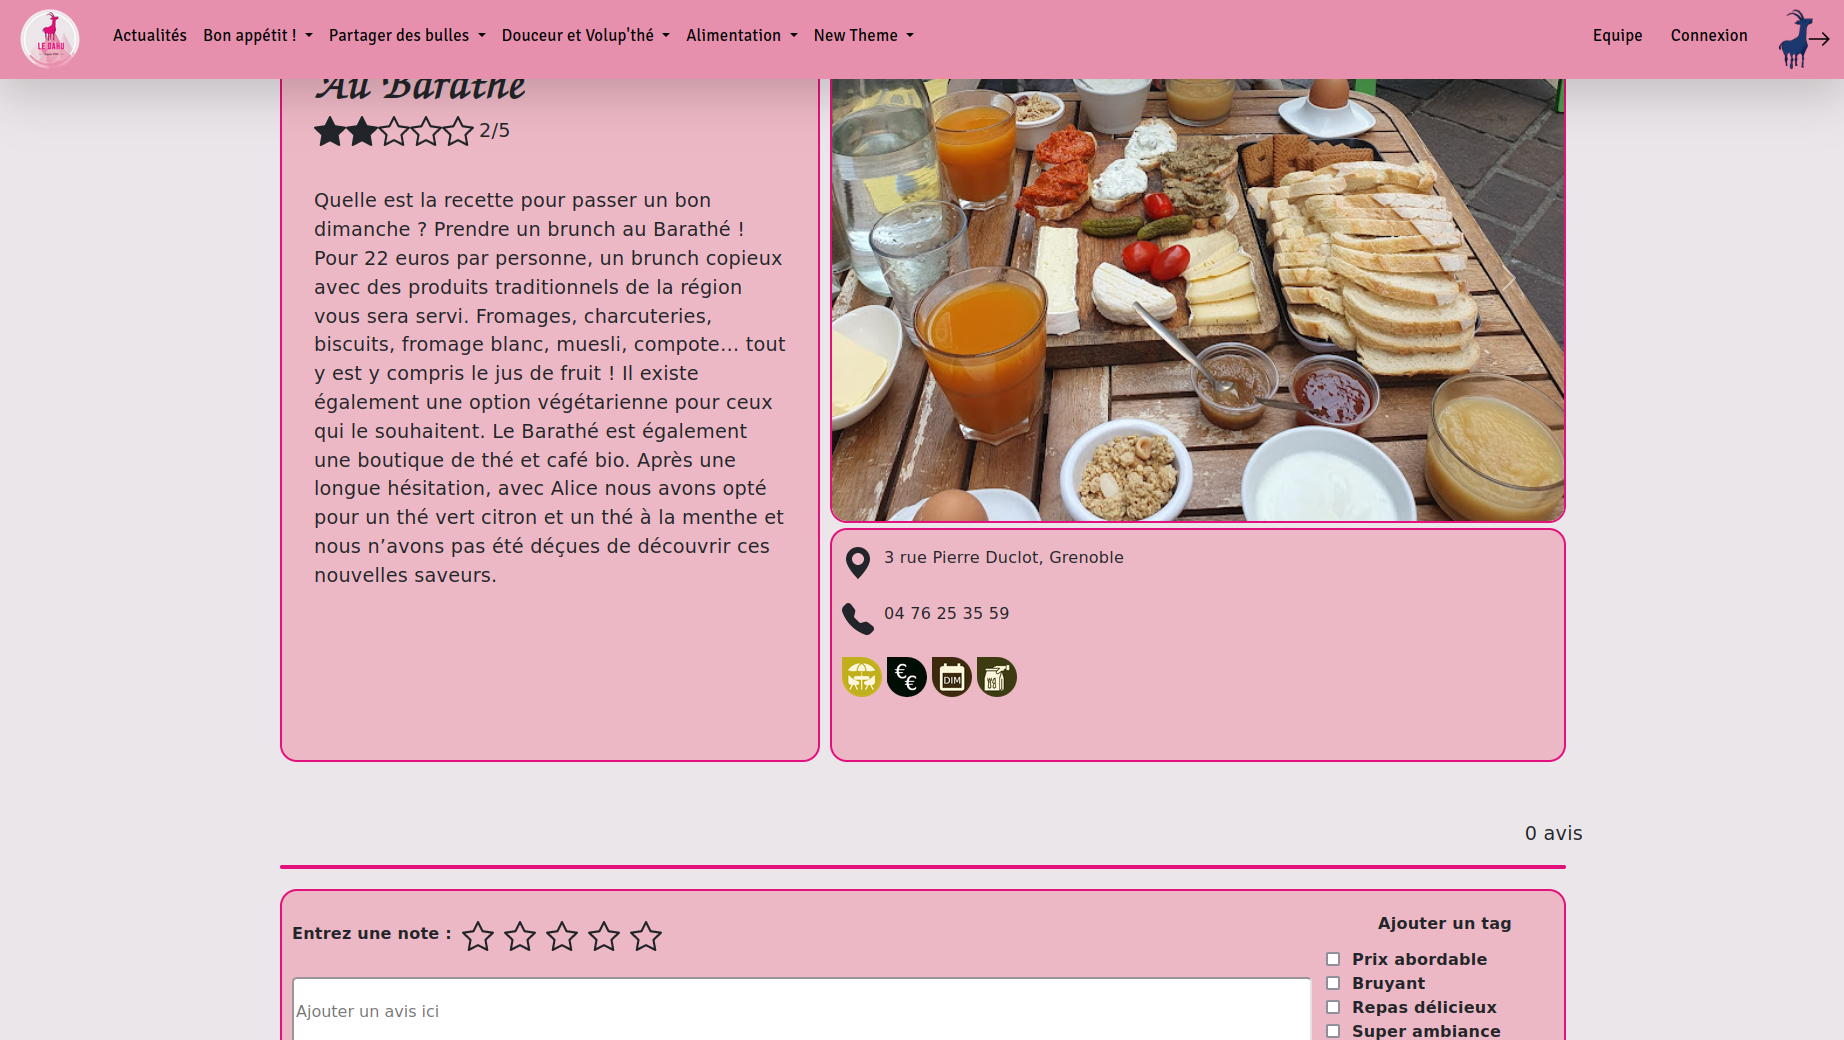 LE DAHU
Actualités
Bon appétit !
Partager des bulles
Douceur et Volup'thé
Alimentation
New Theme
Equipe
Connexion
Au Barathé
2/5
Quelle est la recette pour passer un bon
dimanche ? Prendre un brunch au Barathé !
Pour 22 euros par personne, un brunch copieux
avec des produits traditionnels de la région
vous sera servi. Fromages, charcuteries,
biscuits, fromage blanc, muesli, compote… tout
y est y compris le jus de fruit ! Il existe
également une option végétarienne pour ceux
qui le souhaitent. Le Barathé est également
une boutique de thé et café bio. Après une
longue hésitation, avec Alice nous avons opté
pour un thé vert citron et un thé à la menthe et
nous n’avons pas été déçues de découvrir ces
nouvelles saveurs.
3 rue Pierre Duclot, Grenoble
04 76 25 35 59
€
€
DIM
0 avis
Entrez une note :
Ajouter un avis ici
Ajouter un tag
Prix abordable
Bruyant
Repas délicieux
Super ambiance